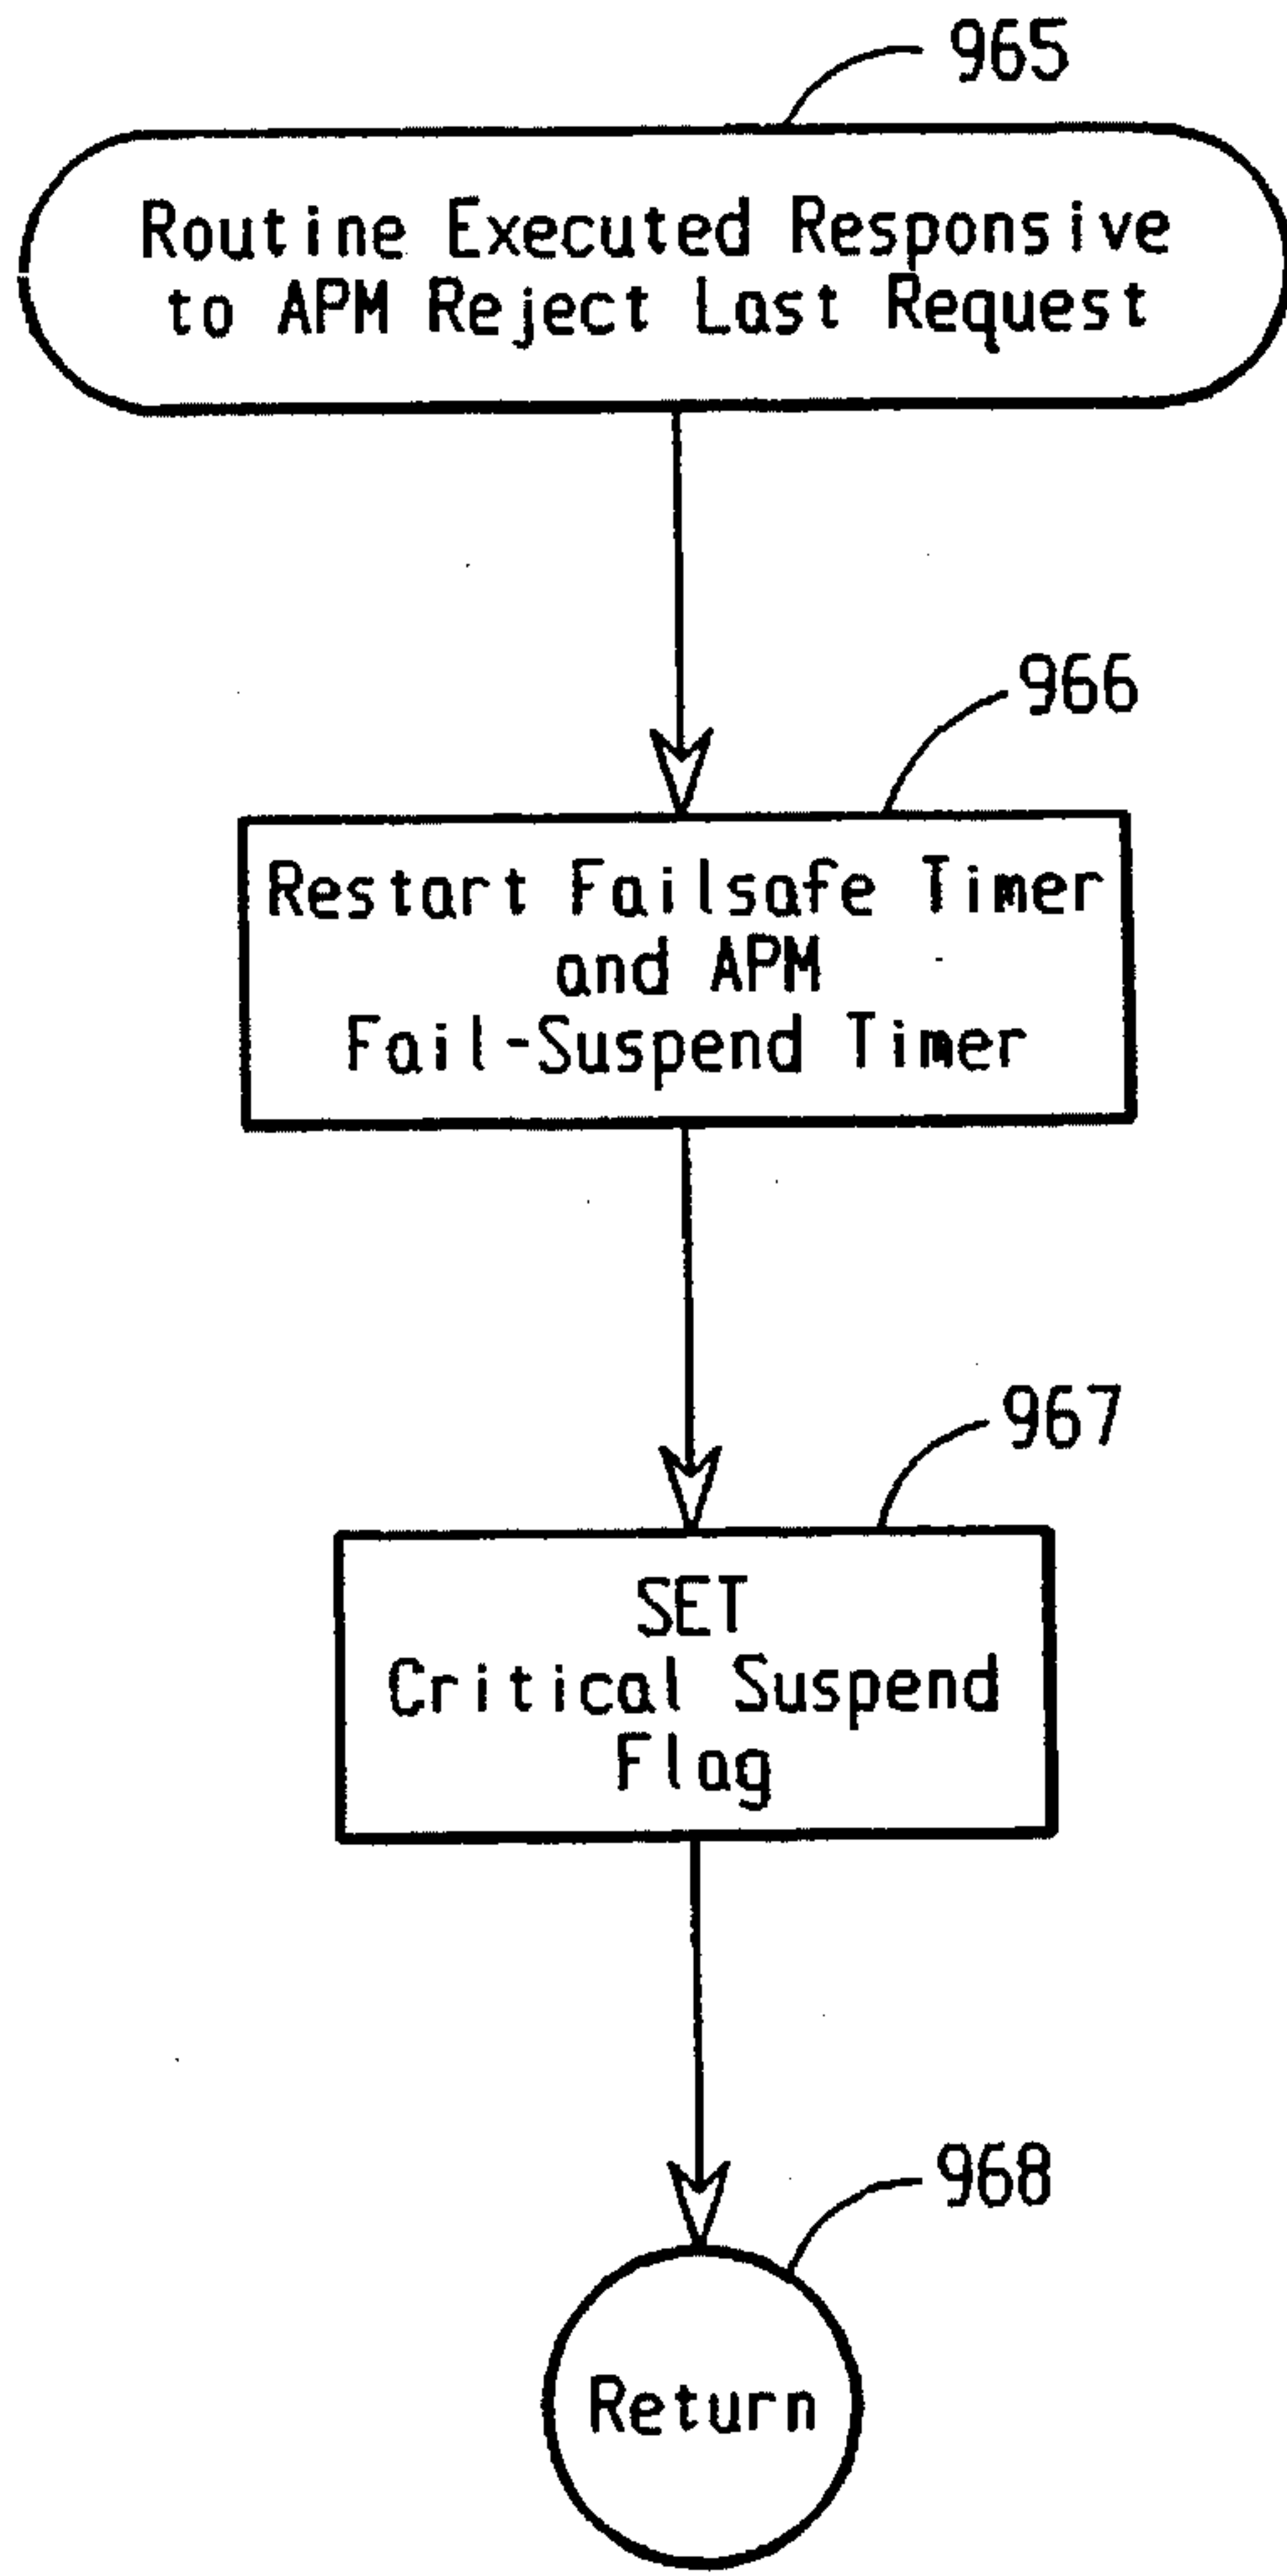 965
Routine Executed Responsive
to APM Reject Last Request
966
Restart Failsafe Timer
and APM
Fail-Suspend Timer
967
SET
Critical Suspend
Flag
968
Return